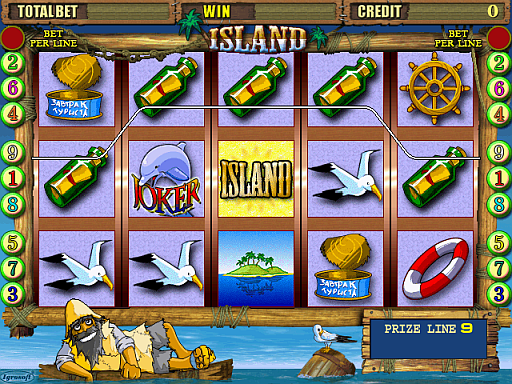 TOTALBET WIN CREDIT 0
ISLAND
BET PER LINE
BET PER LINE
2 2
6 6
4 4
ЗАВТРАК ТУРИСТА
9 9
1 1
8 8
JOKER
ISLAND
5 5
7 7
3 3
ЗАВТРАК ТУРИСТА
PRIZE LINE 9
Igrosoft